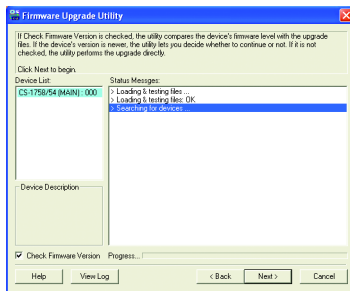 Firmware Upgrade Utility
If Check Firmware Version is checked, the utility compares the device's firmware level with the upgrade
files. If the device's version is newer, the utility lets you decide whether to continue or not. If it is not
checked, the utility performs the upgrade directly.
Click Next to begin.
Device List:
Status Messges:
CS-1758/54 (MAIN) : 000
> Loading & testing files ...
> Loading & testing files: OK
> Searching for devices ...
Device Description
Check Firmware Version
Progress...
Help
View Log
< Back
Next >
Cancel